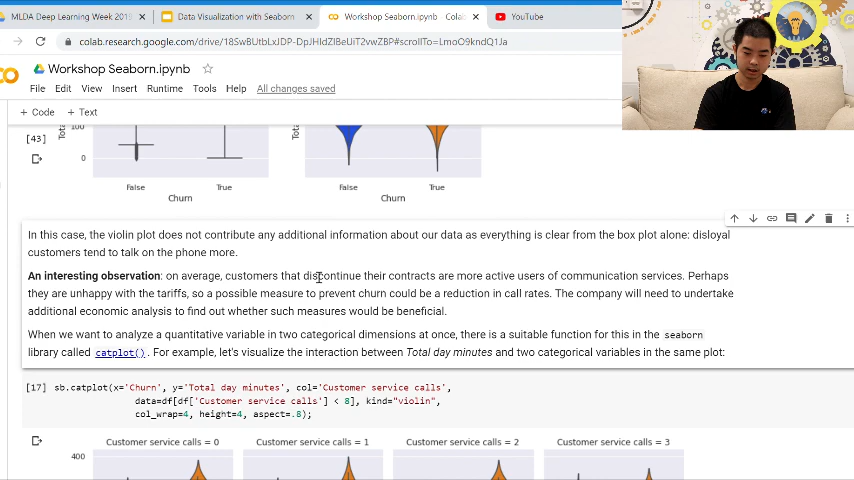 MLDA Deep Learning Week 2019
Data Visualization with Seaborn
Workshop Seaborn.ipynb - Colab
YouTube
Workshop Seaborn.ipynb
All changes saved
File Edit View Insert Runtime Tools Help
+ Code + Text
[43]
100
0
False True
Churn
False True
Churn
In this case, the violin plot does not contribute any additional information about our data as everything is clear from the box plot alone: disloyal
customers tend to talk on the phone more.
An interesting observation: on average, customers that discontinue their contracts are more active users of communication services. Perhaps
they are unhappy with the tariffs, so a possible measure to prevent churn could be a reduction in call rates. The company will need to undertake
additional economic analysis to find out whether such measures would be beneficial.
When we want to analyze a quantitative variable in two categorical dimensions at once, there is a suitable function for this in the seaborn
library called catplot(). For example, let's visualize the interaction between Total day minutes and two categorical variables in the same plot:
[17] sb.catplot(x='Churn', y='Total day minutes', col='Customer service calls',
data=df[df['Customer service calls'] < 8], kind="violin",
col_wrap=4, height=4, aspect=.8);
Customer service calls = 0 Customer service calls = 1 Customer service calls = 2 Customer service calls = 3
400